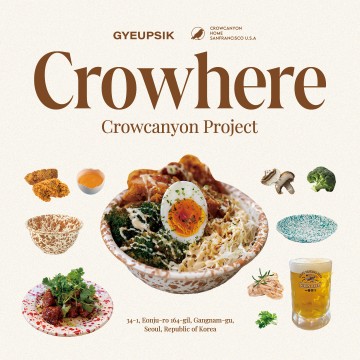 GYEUPSIK
CROWCANYON
HOME
SANFRANCISCO U.S.A
Crowhere
Crowcanyon Project
34-1, Eonju-ro 164-gil, Gangnam-gu,
Seoul, Republic of Korea
KIRIN